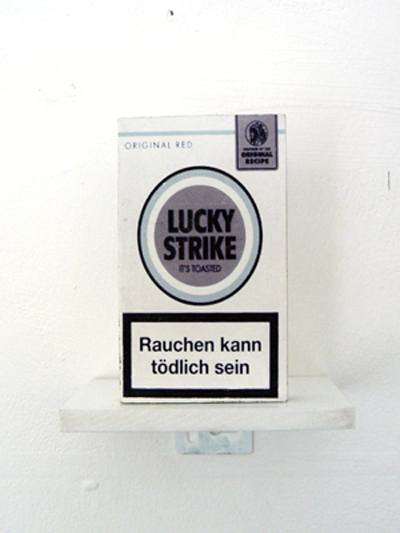 ORIGINAL RED
ORIGINAL
RECIPE
LUCKY
STRIKE
IT'S TOASTED
Rauchen kann
tödlich sein